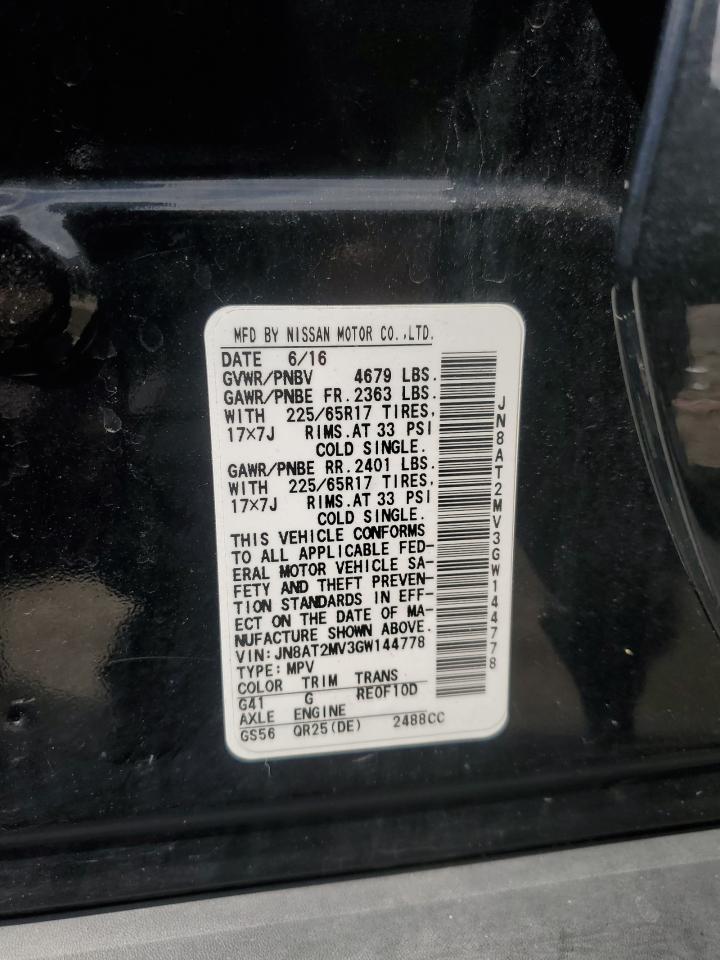 MFD BY NISSAN MOTOR CO.,LTD.
DATE 6/16
GVWR/PNBV 4679 LBS.
GAWR/PNBE FR. 2363 LBS.
WITH 225/65R17 TIRES,
17×7J RIMS.AT 33 PSI
COLD SINGLE.
GAWR/PNBE RR. 2401 LBS.
WITH 225/65R17 TIRES,
17×7J RIMS.AT 33 PSI
COLD SINGLE.
THIS VEHICLE CONFORMS
TO ALL APPLICABLE FED-
ERAL MOTOR VEHICLE SA-
FETY AND THEFT PREVEN-
TION STANDARDS IN EFF-
ECT ON THE DATE OF MA-
NUFACTURE SHOWN ABOVE.
VIN:JN8AT2MV3GW144778
TYPE:MPV
COLOR TRIM TRANS
G41 G RE0F10D
AXLE ENGINE
GS56 QR25(DE) 2488CC
JN8AT2MV3GW144778